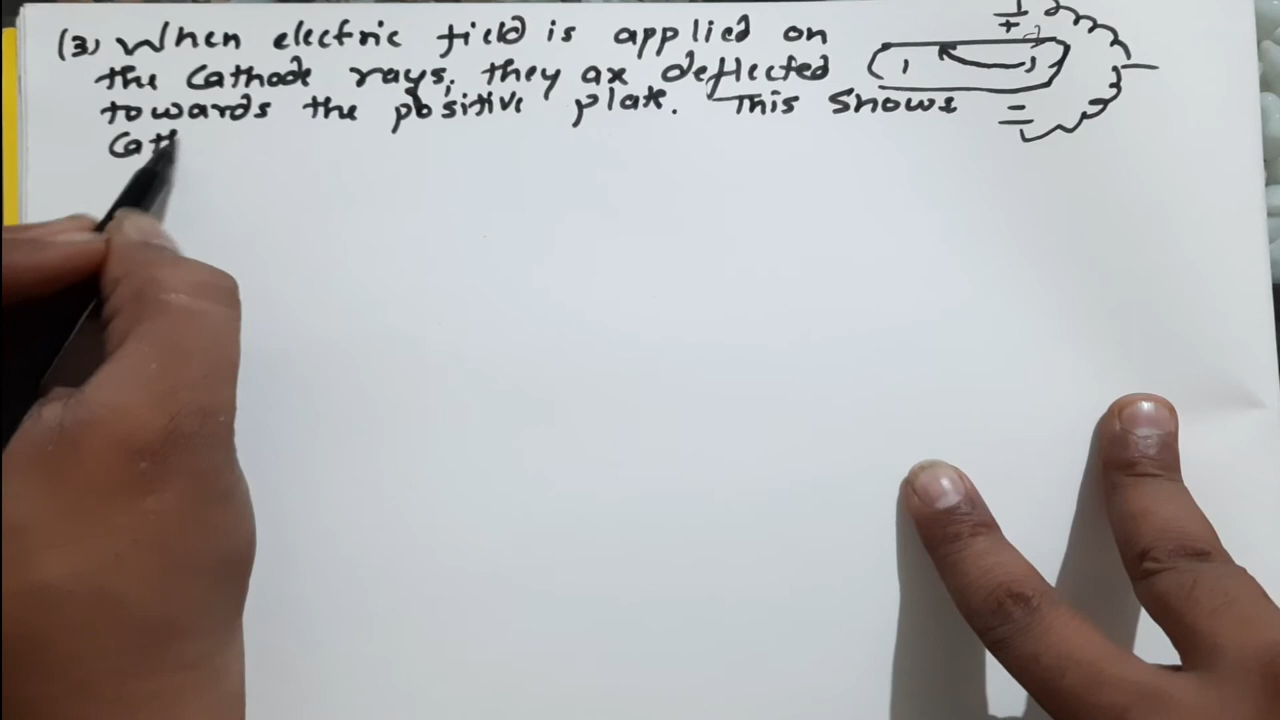 (3) When electric field is applied on
the Cathode rays, they are deflected
towards the positive plate. This Shows
Cath